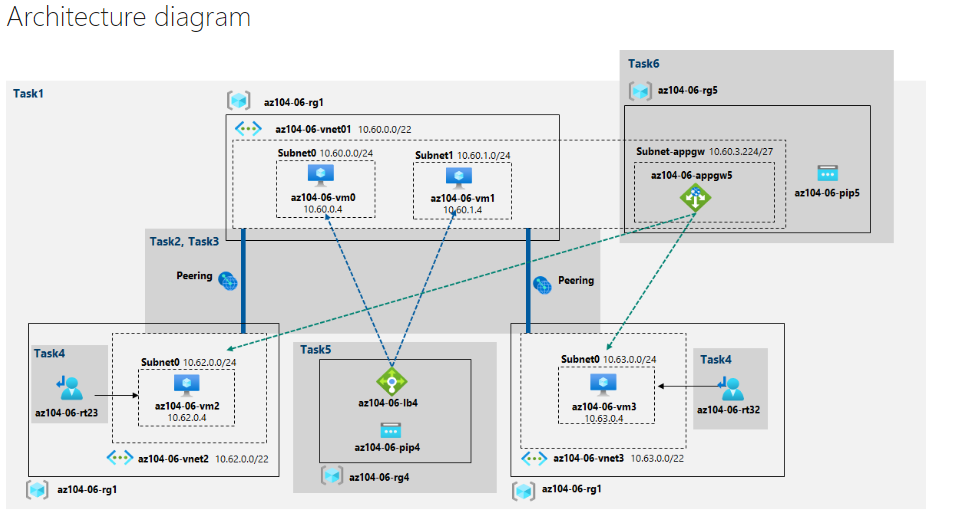 Architecture diagram
Task6
az104-06-rg5
Task1
az104-06-rg1
az104-06-vnet01 10.60.0.0/22
Subnet0 10.60.0.0/24
Subnet1 10.60.1.0/24
az104-06-vm0
10.60.0.4
az104-06-vm1
10.60.1.4
Subnet-appgw 10.60.3.224/27
az104-06-appgw5
az104-06-pip5
Task2, Task3
Peering
Peering
Task4
Subnet0 10.62.0.0/24
az104-06-rt23
az104-06-vm2
10.62.0.4
az104-06-vnet2 10.62.0.0/22
az104-06-rg1
Task5
az104-06-lb4
az104-06-pip4
az104-06-rg4
Subnet0 10.63.0.0/24
Task4
az104-06-vm3
10.63.0.4
az104-06-rt32
az104-06-vnet3 10.63.0.0/22
az104-06-rg1